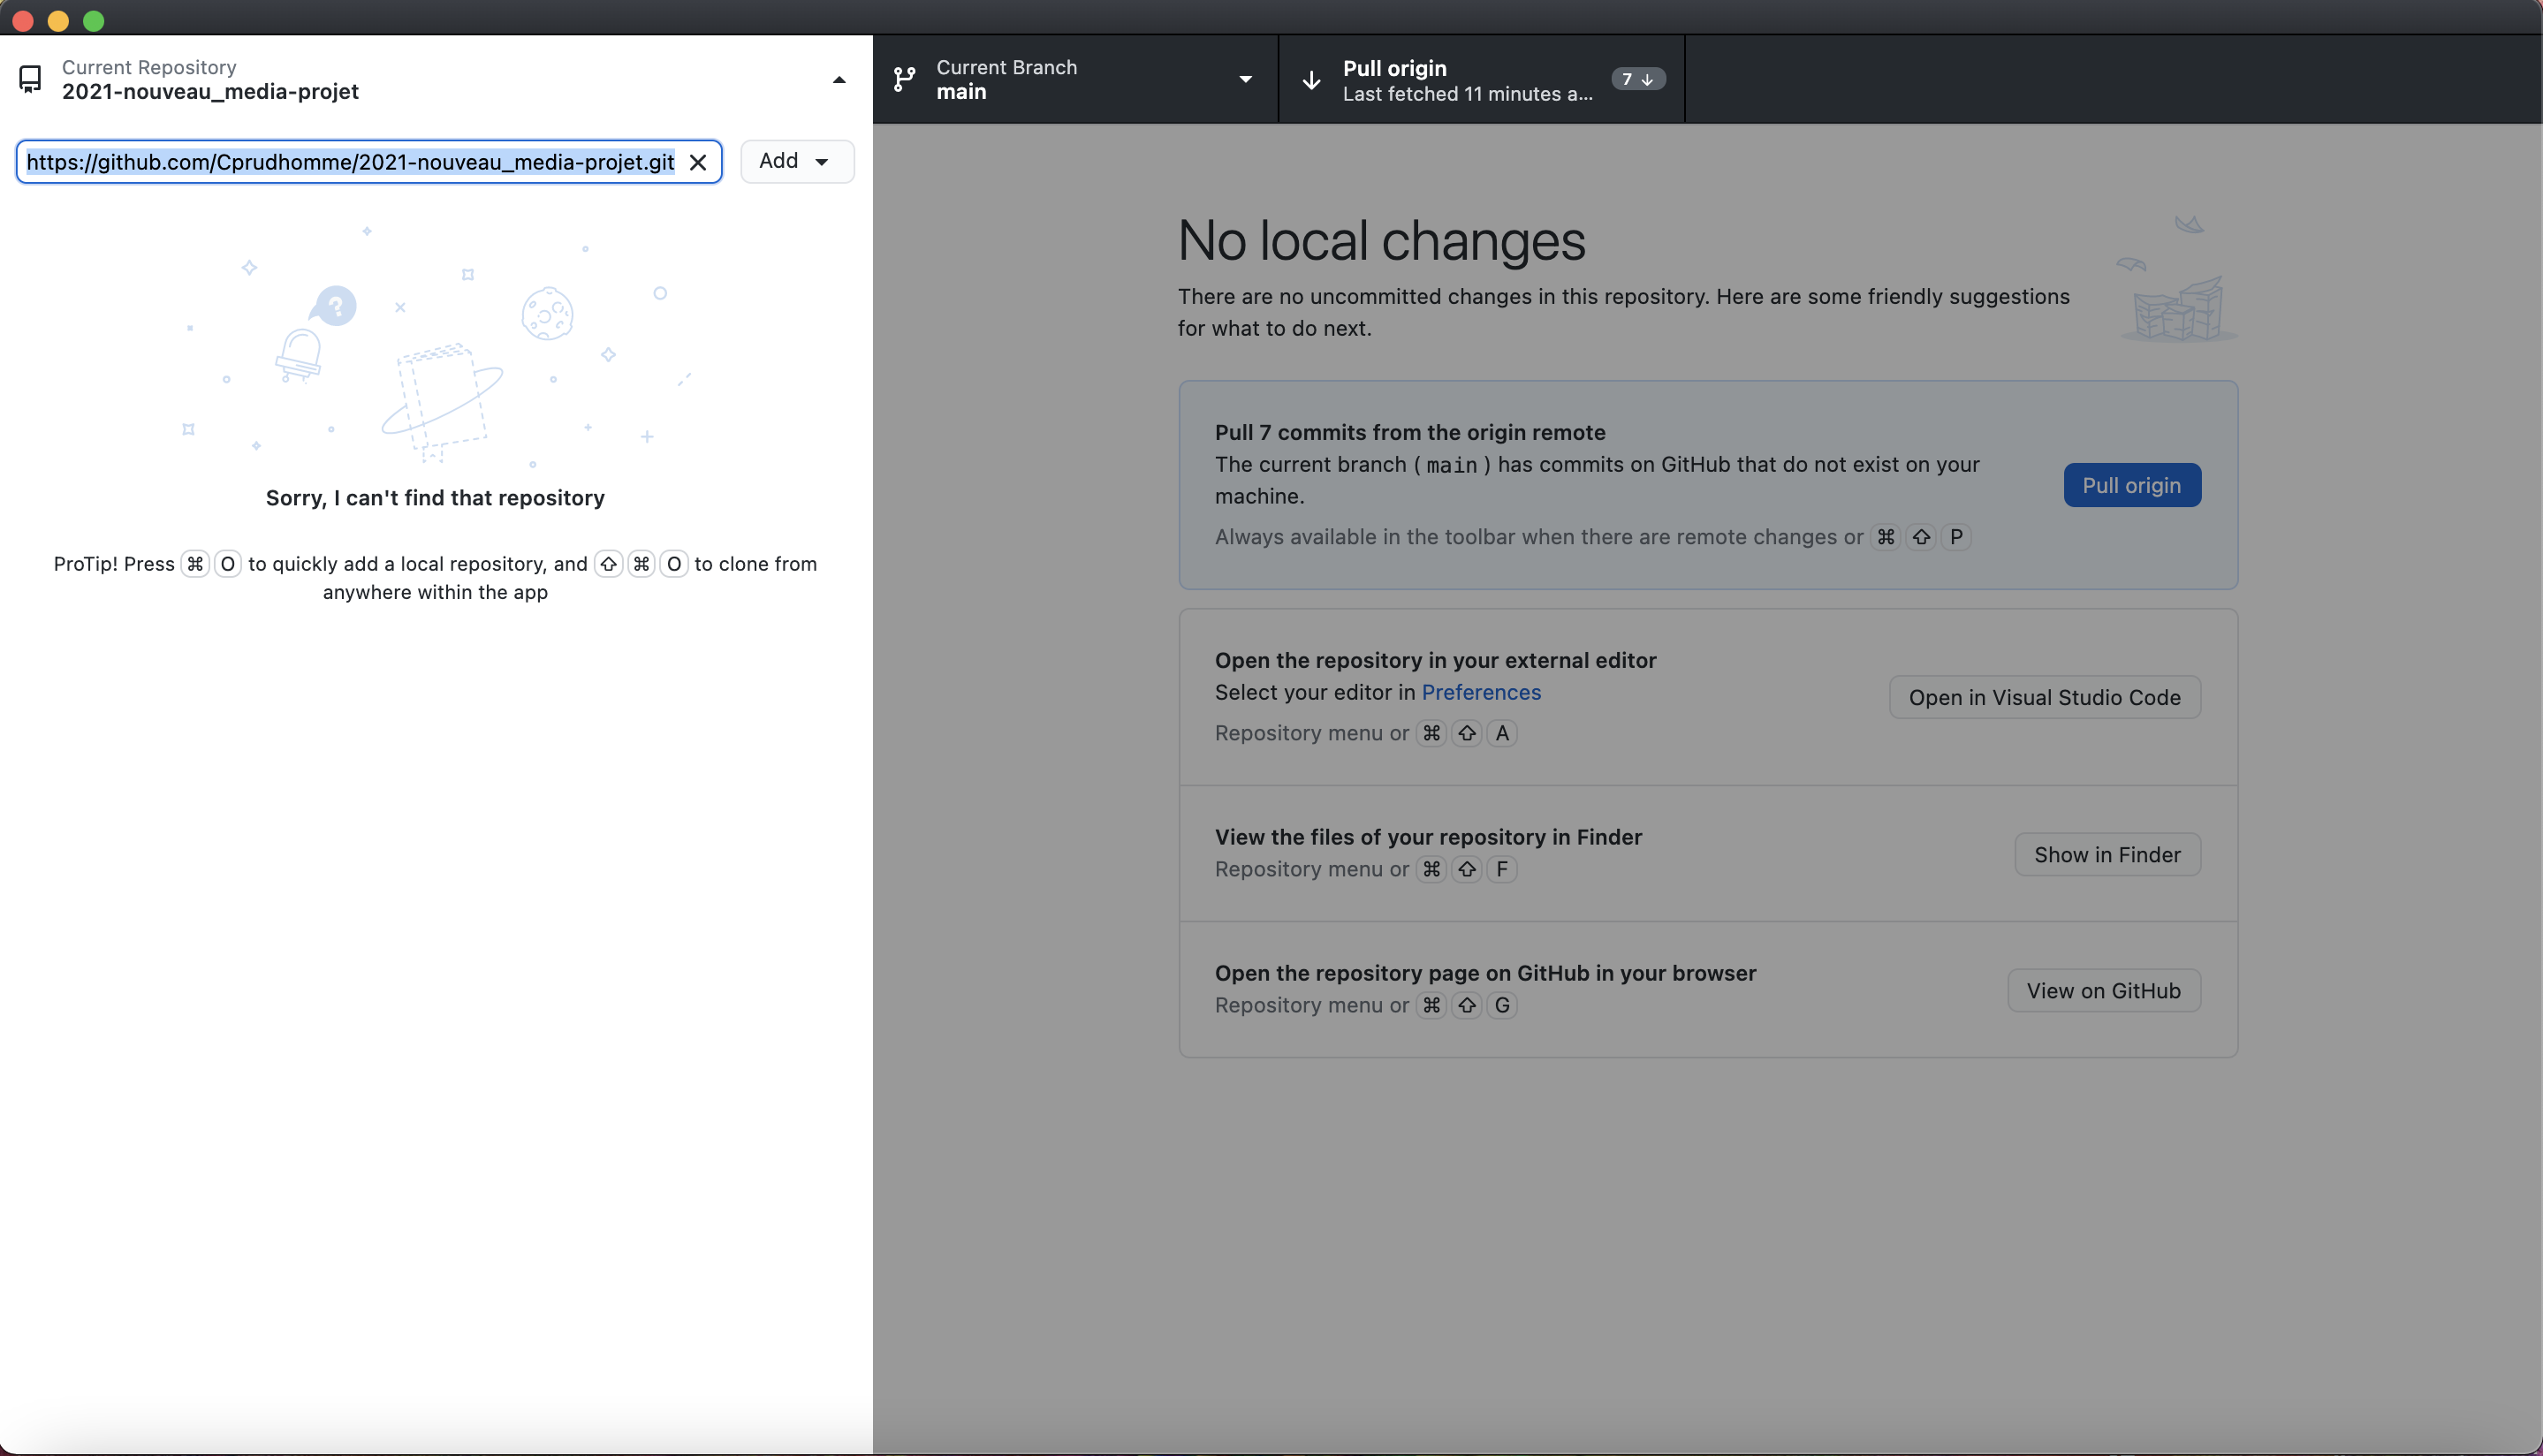 Current Repository
2021-nouveau_media-projet
Current Branch
main
Pull origin
Last fetched 11 minutes a...
7
https://github.com/Cprudhomme/2021-nouveau_media-projet.git
Add
?
Sorry, I can't find that repository
ProTip! Press ⌘ O to quickly add a local repository, and ⇧ ⌘ O to clone from
anywhere within the app
No local changes
There are no uncommitted changes in this repository. Here are some friendly suggestions
for what to do next.
Pull 7 commits from the origin remote
The current branch ( main ) has commits on GitHub that do not exist on your
machine.
Always available in the toolbar when there are remote changes or ⌘ ⇧ P
Pull origin
Open the repository in your external editor
Select your editor in Preferences
Repository menu or ⌘ ⇧ A
Open in Visual Studio Code
View the files of your repository in Finder
Repository menu or ⌘ ⇧ F
Show in Finder
Open the repository page on GitHub in your browser
Repository menu or ⌘ ⇧ G
View on GitHub